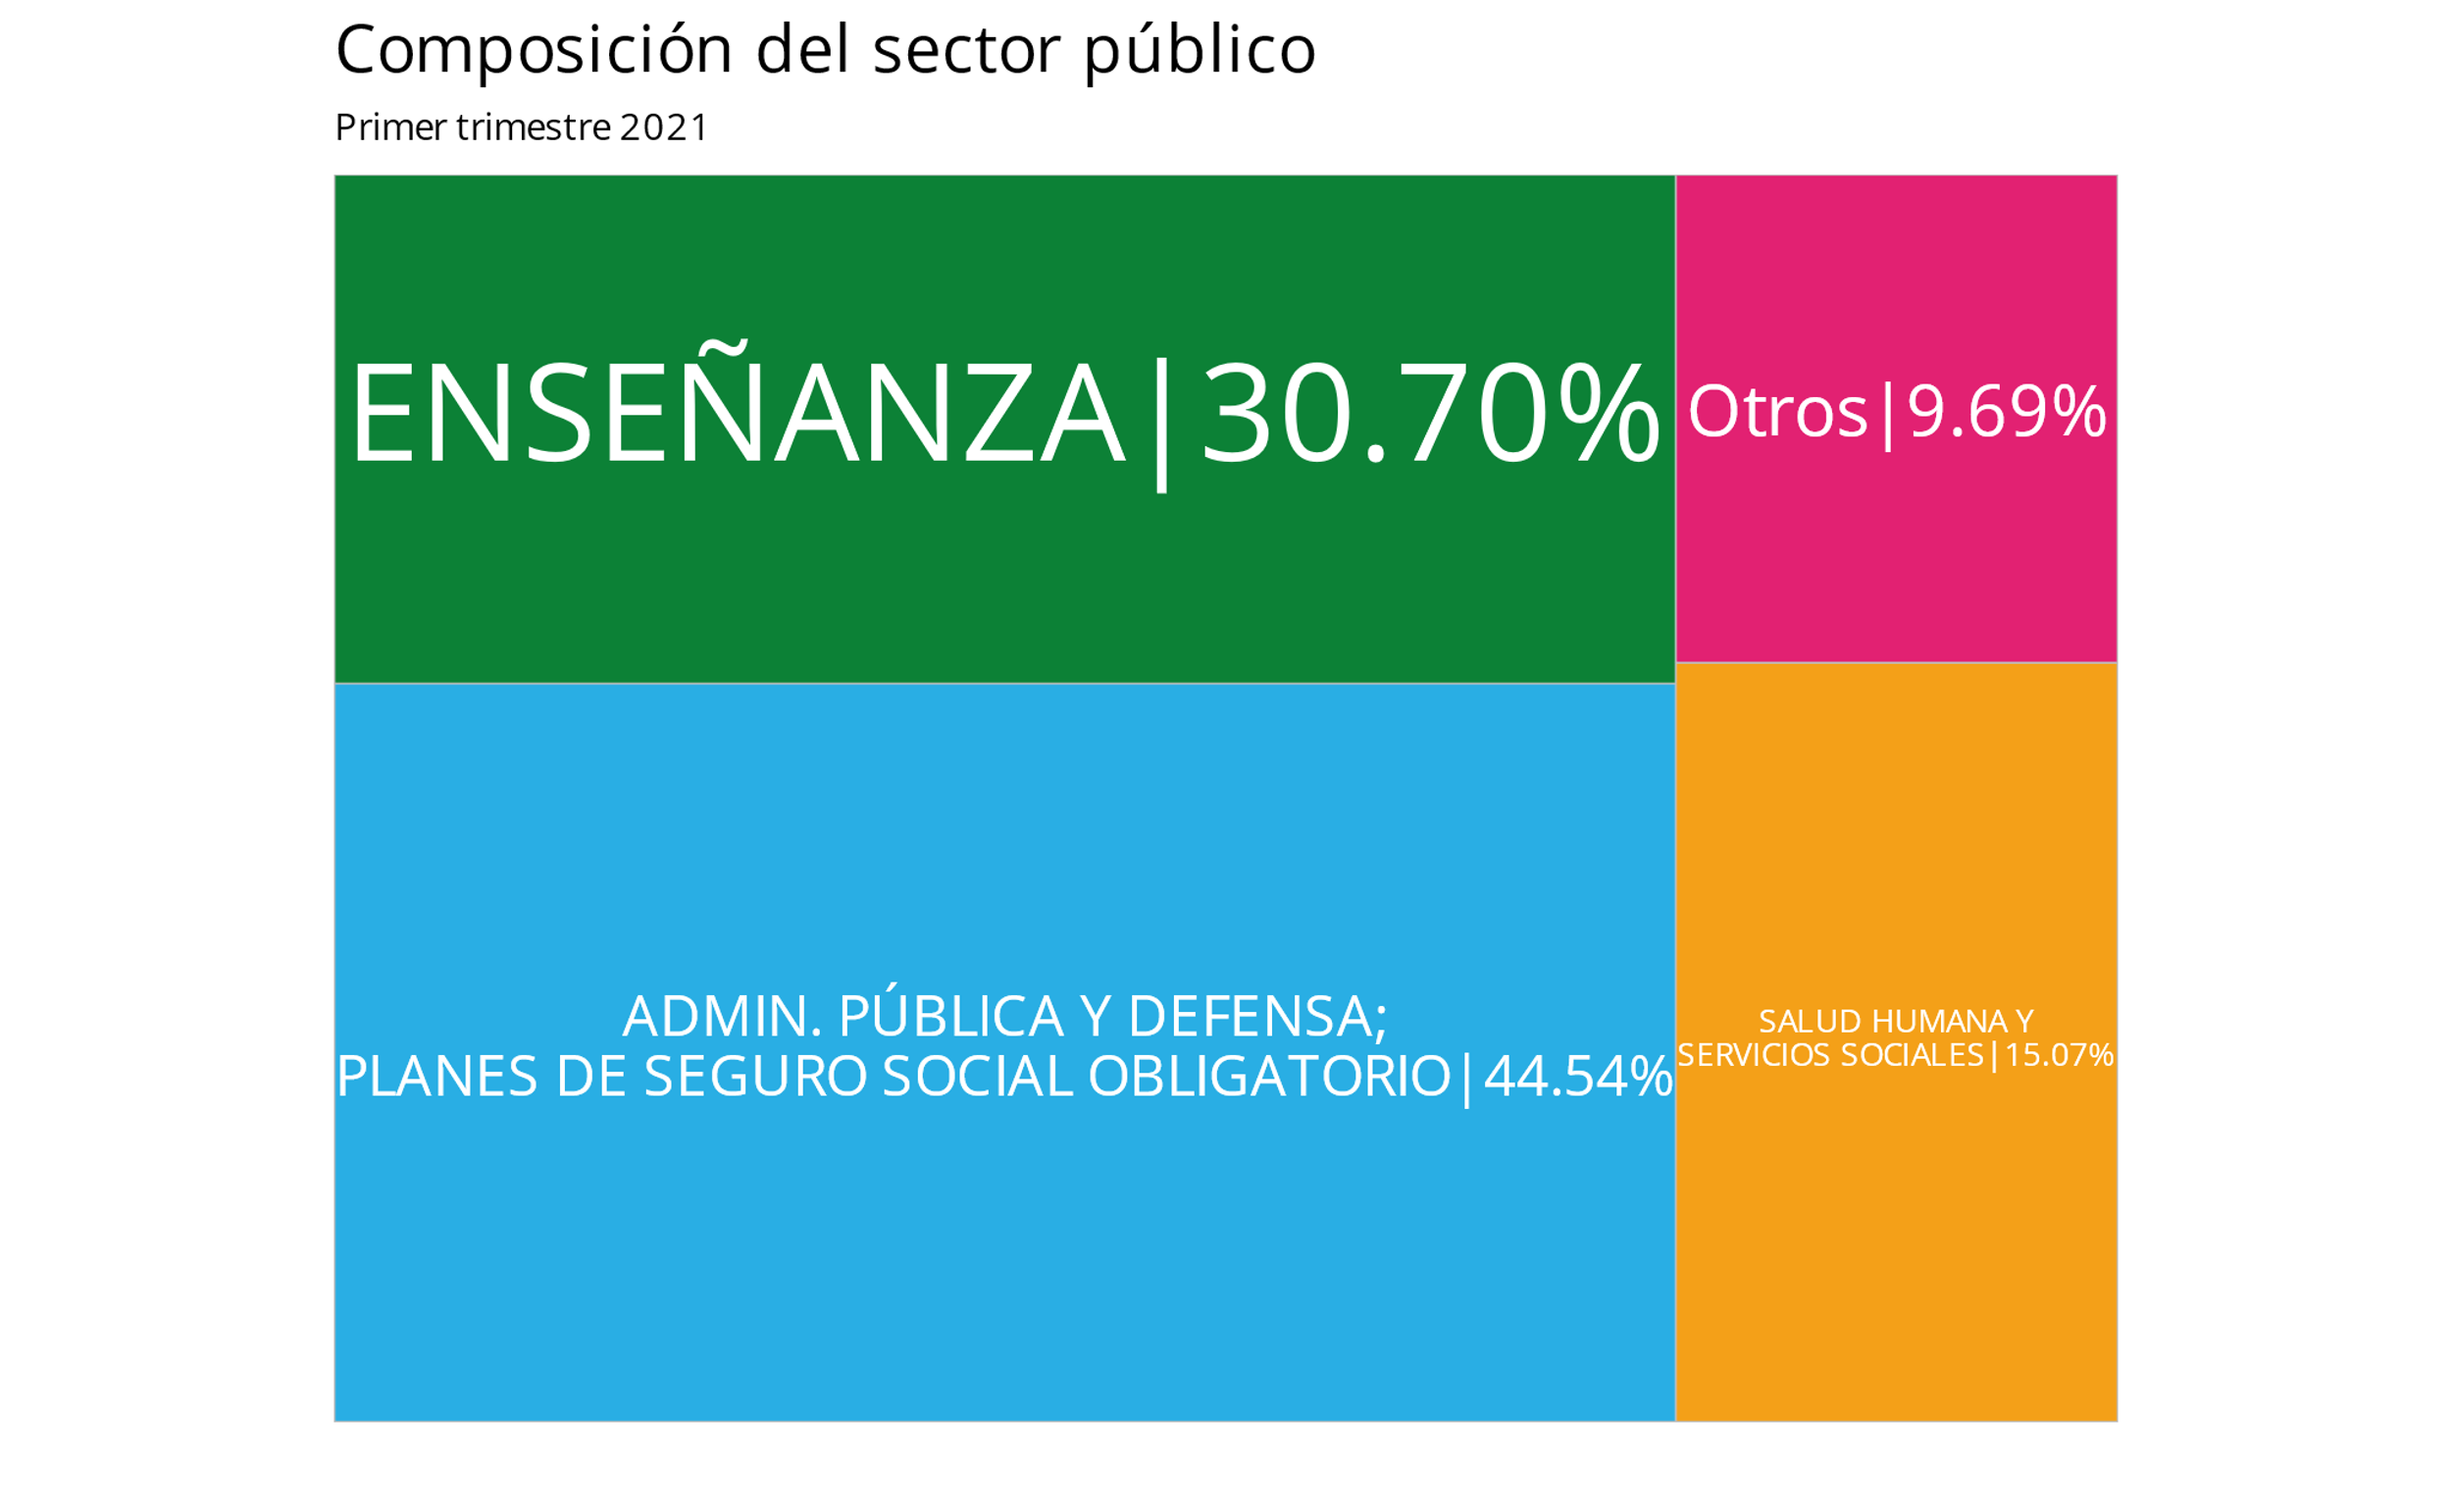 Composición del sector público
Primer trimestre 2021
ENSEÑANZA|30.70%
Otros|9.69%
ADMIN. PÚBLICA Y DEFENSA;
PLANES DE SEGURO SOCIAL OBLIGATORIO|44.54%
SALUD HUMANA Y
SERVICIOS SOCIALES|15.07%